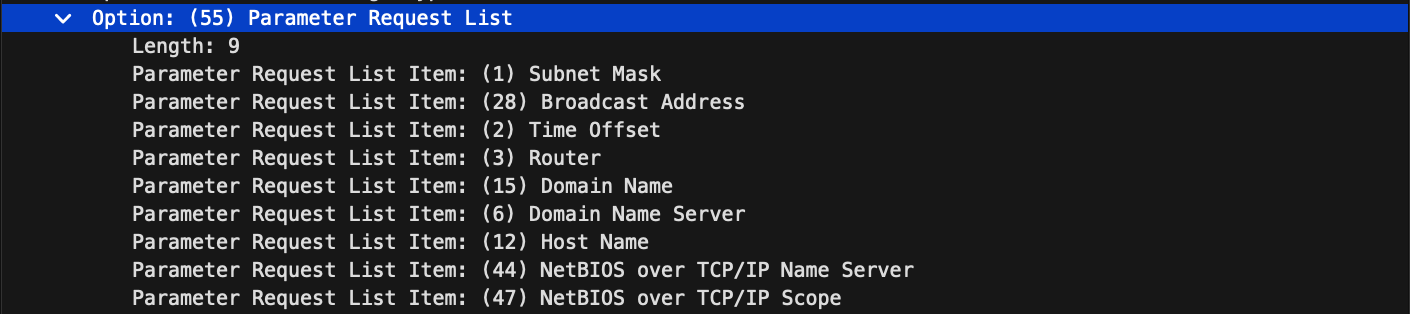 Option: (55) Parameter Request List
Length: 9
Parameter Request List Item: (1) Subnet Mask
Parameter Request List Item: (28) Broadcast Address
Parameter Request List Item: (2) Time Offset
Parameter Request List Item: (3) Router
Parameter Request List Item: (15) Domain Name
Parameter Request List Item: (6) Domain Name Server
Parameter Request List Item: (12) Host Name
Parameter Request List Item: (44) NetBIOS over TCP/IP Name Server
Parameter Request List Item: (47) NetBIOS over TCP/IP Scope